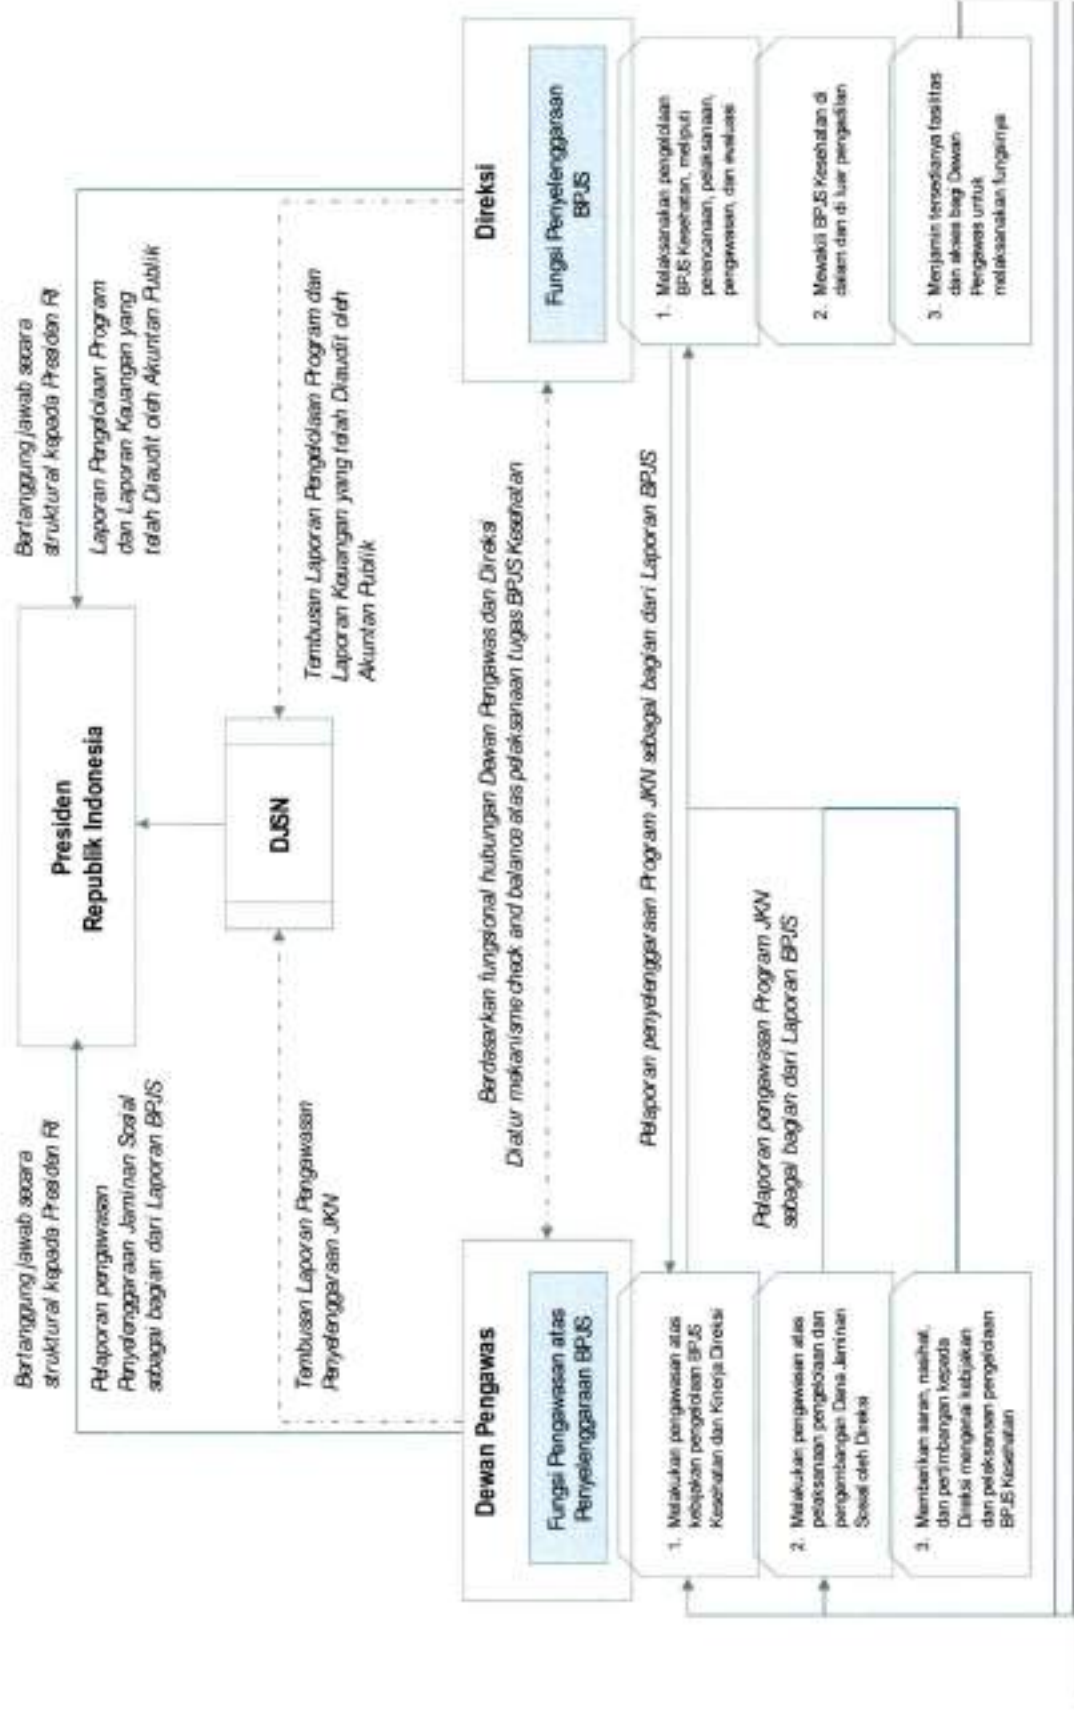 Presiden
Republik Indonesia
Bertanggung jawab secara
struktural kepada Presiden RI
Pelaporan pengawasan
Penyelenggaraan Jaminan Sosial
sebagai bagian dari Laporan BPJS
Bertanggung jawab secara
struktural kepada Presiden RI
Laporan Pengelolaan Program
dan Laporan Keuangan yang
telah Diaudit oleh Akuntan Publik
DJSN
Tembusan Laporan Pengawasan
Penyelenggaraan JKN
Tembusan Laporan Pengelolaan Program dan
Laporan Keuangan yang telah Diaudit oleh
Akuntan Publik
Dewan Pengawas
Fungsi Pengawasan atas
Penyelenggaraan BPJS
Berdasarkan fungsional hubungan Dewan Pengawas dan Direksi
Diatur mekanisme check and balance atas pelaksanaan tugas BPJS Kesehatan
Direksi
Fungsi Penyelenggaraan
BPJS
1. Melakukan pengawasan atas
kebijakan pengelolaan BPJS
Kesehatan dan Kinerja Direksi
2. Melakukan pengawasan atas
pelaksanaan pengelolaan dan
pengembangan Dana Jaminan
Sosial oleh Direksi
3. Memberikan saran, nasihat,
dan pertimbangan kepada
Direksi mengenai kebijakan
dan pelaksanaan pengelolaan
BPJS Kesehatan
Pelaporan penyelenggaraan Program JKN sebagai bagian dari Laporan BPJS
Pelaporan pengawasan Program JKN
sebagai bagian dari Laporan BPJS
1. Melaksanakan pengelolaan
BPJS Kesehatan, meliputi
perencanaan, pelaksanaan,
pengawasan, dan evaluasi
2. Mewakili BPJS Kesehatan di
dalam dan di luar pengadilan
3. Menjamin tersedianya fasilitas
dan akses bagi Dewan
Pengawas untuk
melaksanakan fungsinya